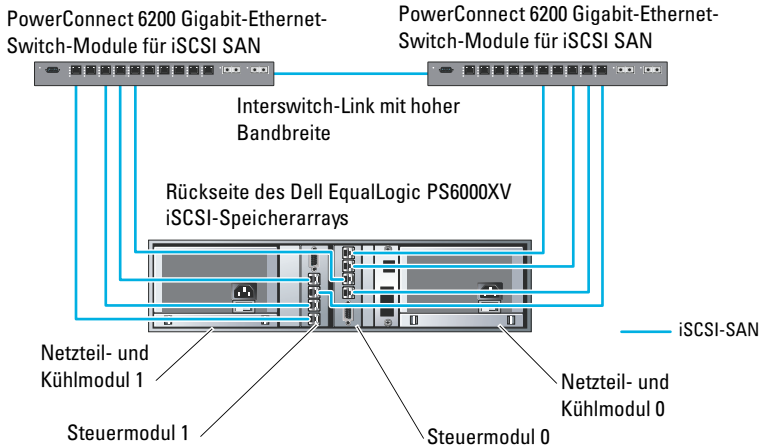 PowerConnect 6200 Gigabit-Ethernet-
Switch-Module für iSCSI SAN
PowerConnect 6200 Gigabit-Ethernet-
Switch-Module für iSCSI SAN
Interswitch-Link mit hoher
Bandbreite
Rückseite des Dell EqualLogic PS6000XV
iSCSI-Speicherarrays
iSCSI-SAN
Netzteil- und
Kühlmodul 1
Netzteil- und
Kühlmodul 0
Steuermodul 1
Steuermodul 0